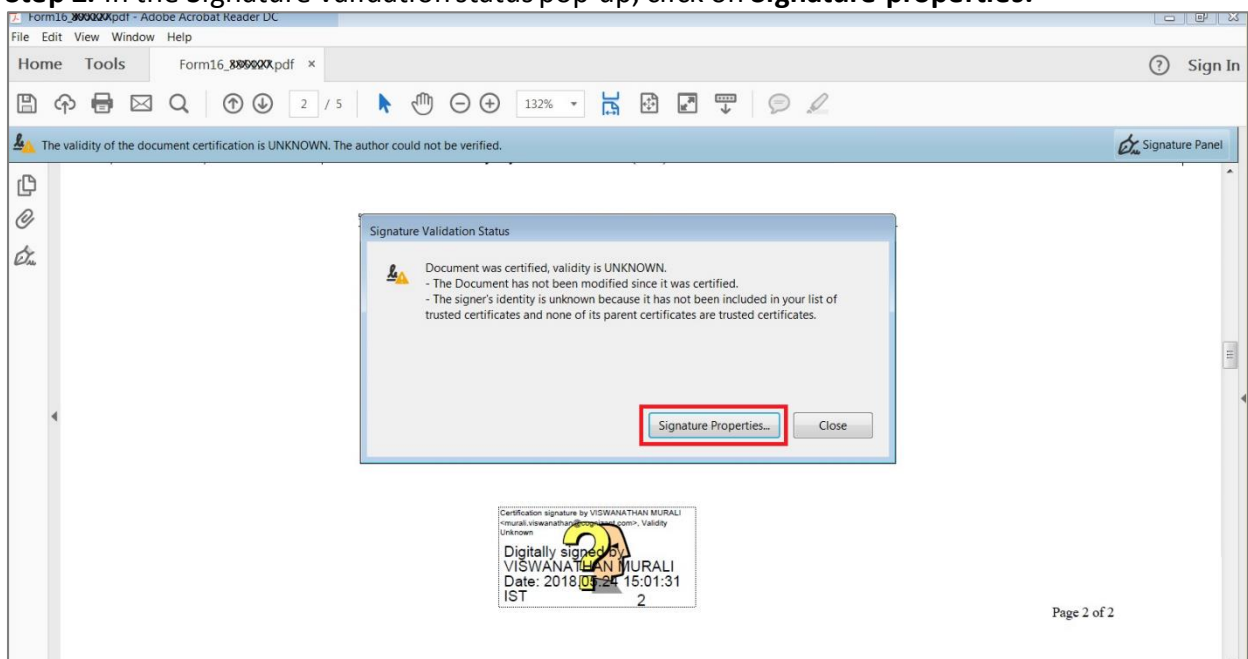 Step 2: In the Signature Validation status pop-up, click on Signature properties.
Form16_ pdf - Adobe Acrobat Reader DC
File Edit View Window Help
Home Tools Form16_ pdf × ? Sign In
2 / 5 132%
The validity of the document certification is UNKNOWN. The author could not be verified. Signature Panel
Signature Validation Status
Document was certified, validity is UNKNOWN.
- The Document has not been modified since it was certified.
- The signer's identity is unknown because it has not been included in your list of
trusted certificates and none of its parent certificates are trusted certificates.
Signature Properties... Close
Certification signature by VISWANATHAN MURALI
<murali.viswanathan@cognizant.com>, Validity
Unknown
Digitally signed by
VISWANATHAN MURALI
Date: 2018.05.24 15:01:31
IST 2
Page 2 of 2